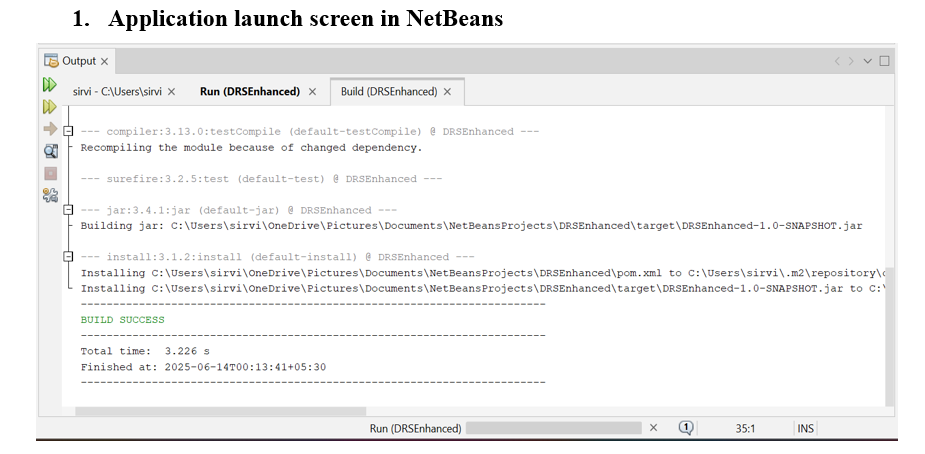 1. Application launch screen in NetBeans
Output
sirvi - C:\Users\sirvi Run (DRSEnhanced) Build (DRSEnhanced)
--- compiler:3.13.0:testCompile (default-testCompile) @ DRSEnhanced ---
Recompiling the module because of changed dependency.
--- surefire:3.2.5:test (default-test) @ DRSEnhanced ---
--- jar:3.4.1:jar (default-jar) @ DRSEnhanced ---
Building jar: C:\Users\sirvi\OneDrive\Pictures\Documents\NetBeansProjects\DRSEnhanced\target\DRSEnhanced-1.0-SNAPSHOT.jar
--- install:3.1.2:install (default-install) @ DRSEnhanced ---
Installing C:\Users\sirvi\OneDrive\Pictures\Documents\NetBeansProjects\DRSEnhanced\pom.xml to C:\Users\sirvi\.m2\repository\
Installing C:\Users\sirvi\OneDrive\Pictures\Documents\NetBeansProjects\DRSEnhanced\target\DRSEnhanced-1.0-SNAPSHOT.jar to C:\
------------------------------------------------------------------------
BUILD SUCCESS
------------------------------------------------------------------------
Total time:  3.226 s
Finished at: 2025-06-14T00:13:41+05:30
------------------------------------------------------------------------
Run (DRSEnhanced) 1 35:1 INS